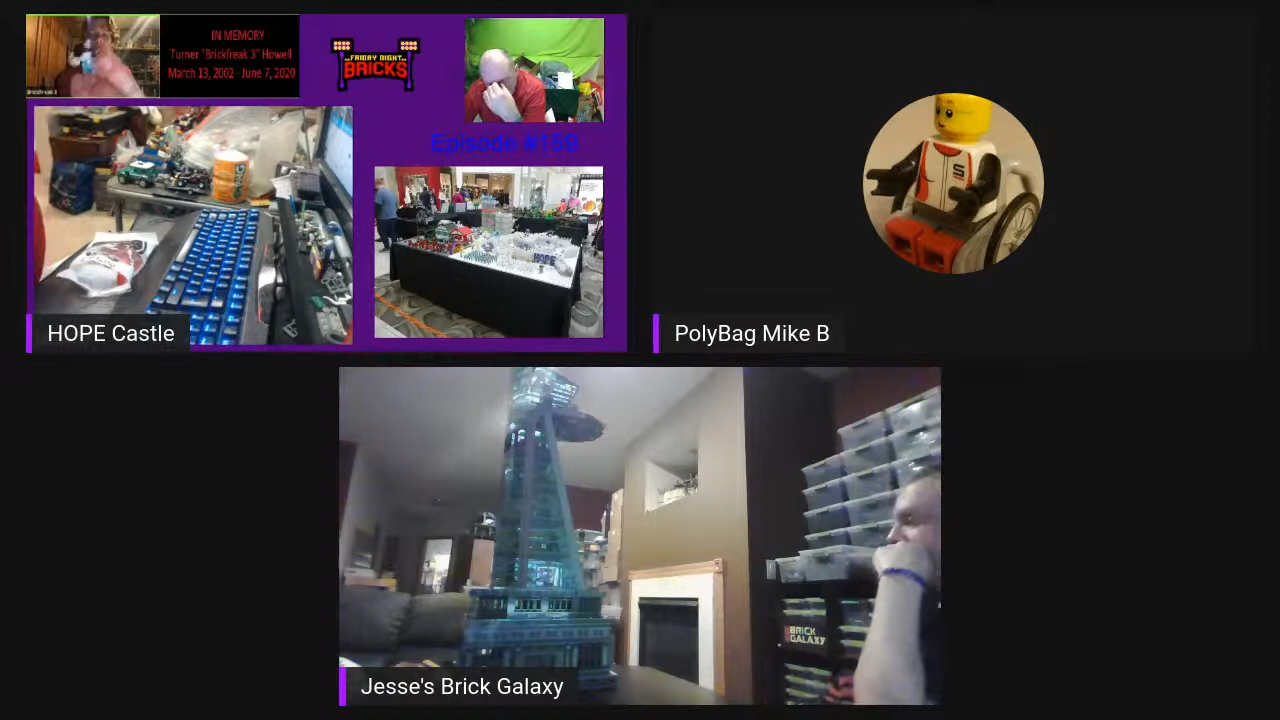 IN MEMORY
Turner "Brickfreak 3" Howell
March 13, 2002 - June 7, 2020
FRIDAY NIGHT
BRICKS
Episode #159
HOPE
HOPE Castle
PolyBag Mike B
S
BRICK
GALAXY
Jesse's Brick Galaxy